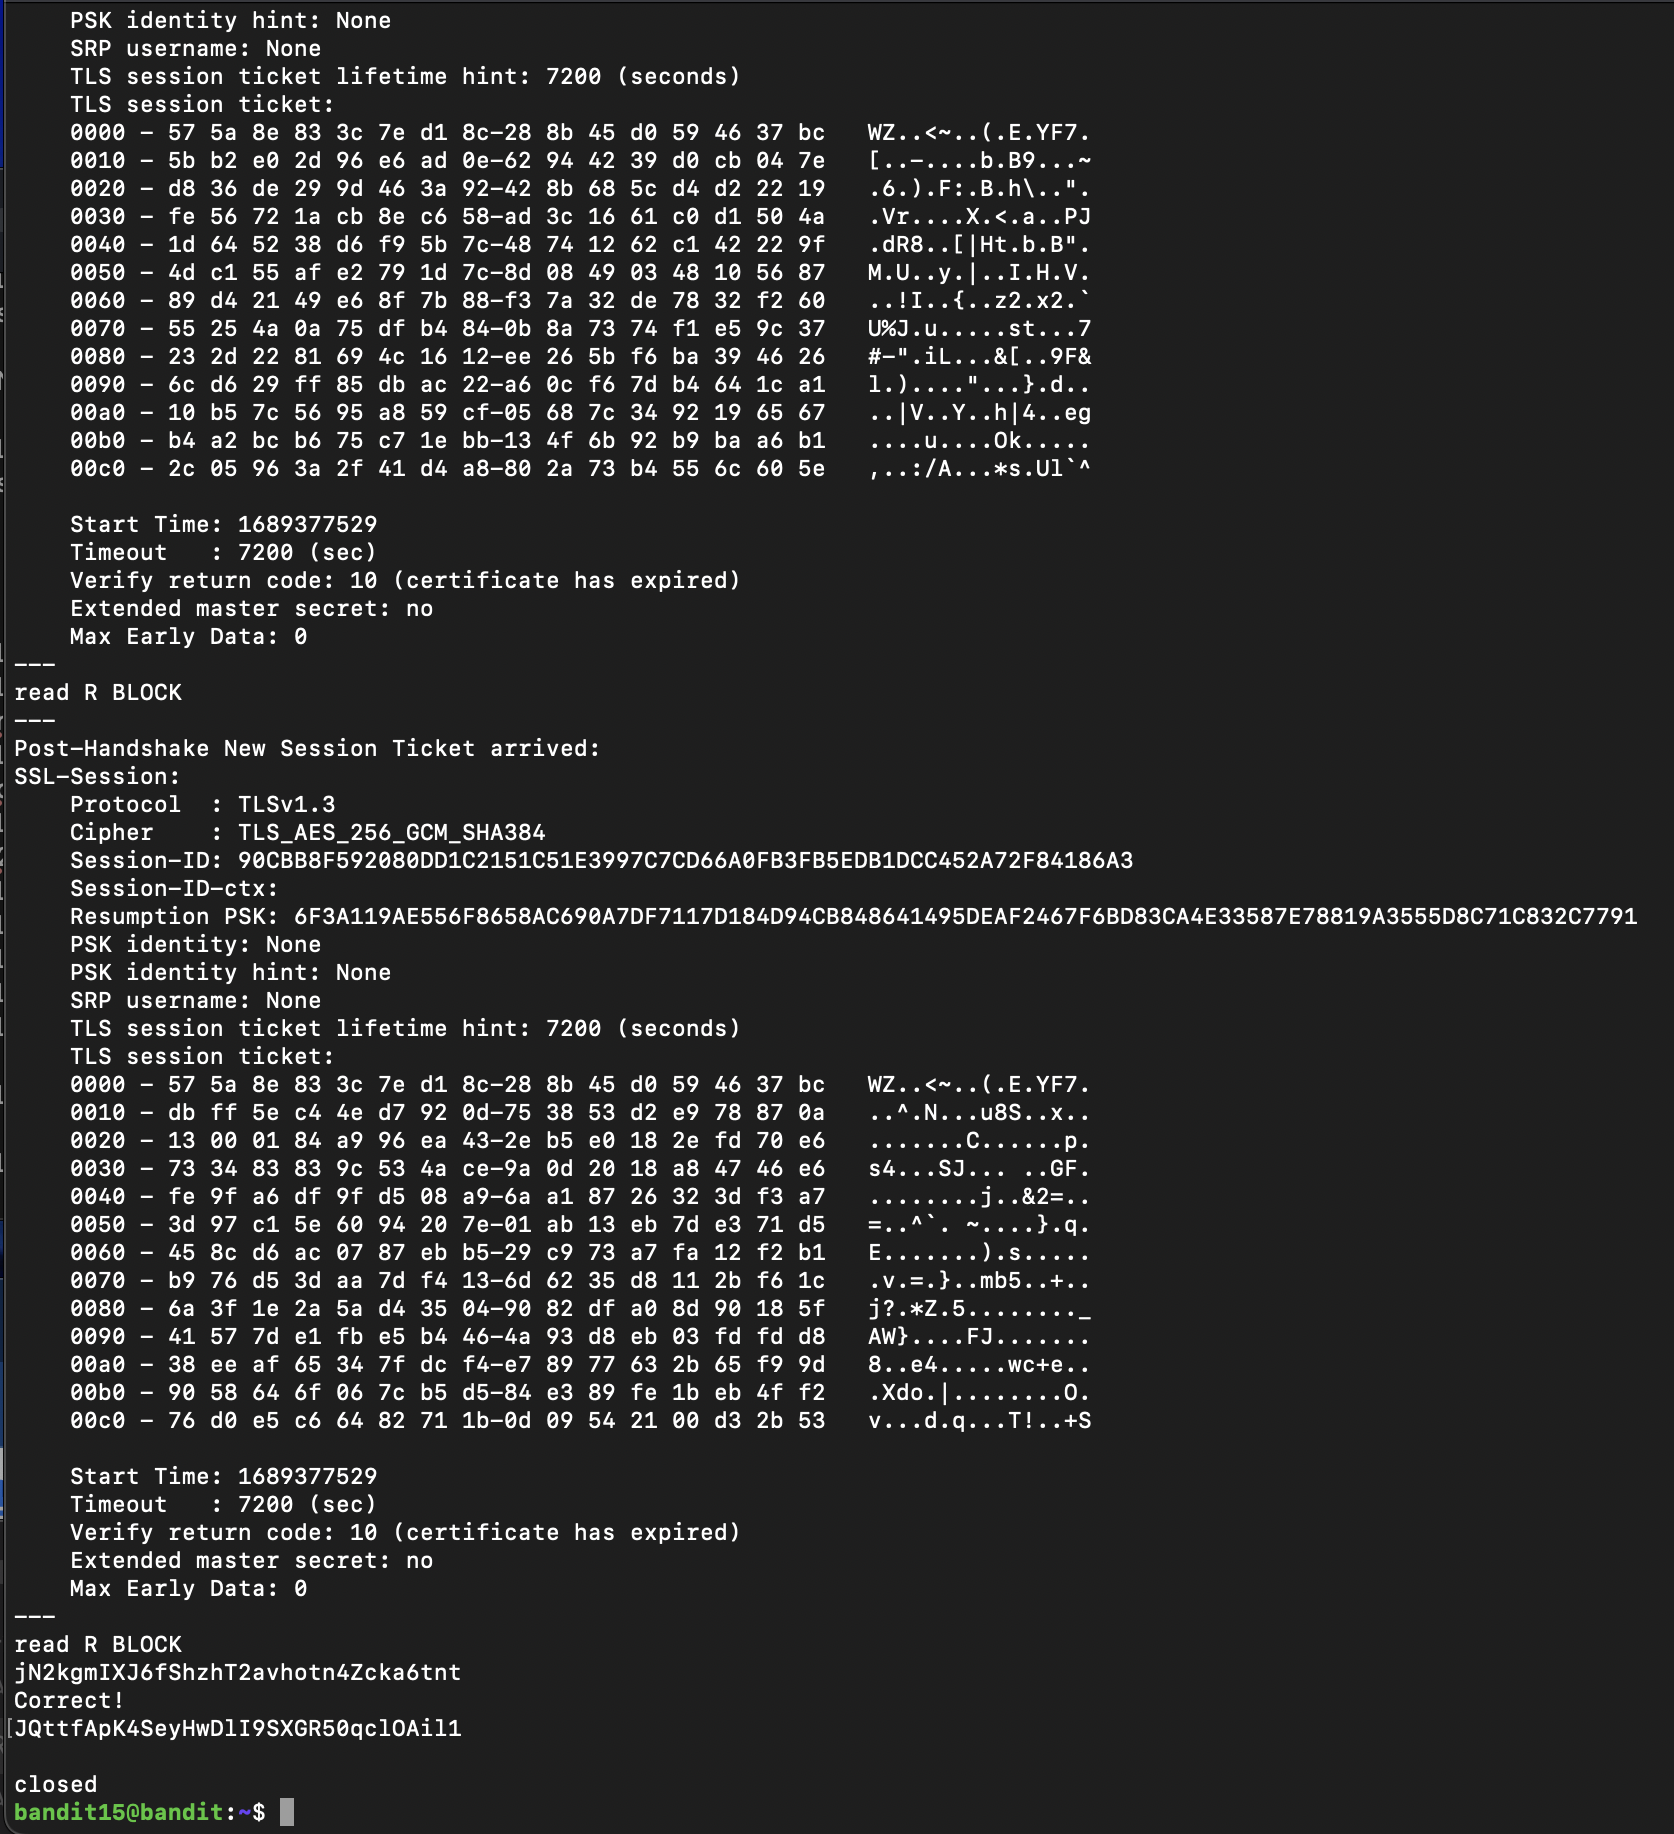 PSK identity hint: None
SRP username: None
TLS session ticket lifetime hint: 7200 (seconds)
TLS session ticket:
0000 - 57 5a 8e 83 3c 7e d1 8c-28 8b 45 d0 59 46 37 bc   WZ..<~..(.E.YF7.
0010 - 5b b2 e0 2d 96 e6 ad 0e-62 94 42 39 d0 cb 04 7e   [..-....b.B9...~
0020 - d8 36 de 29 9d 46 3a 92-42 8b 68 5c d4 d2 22 19   .6.).F:.B.h\..".
0030 - fe 56 72 1a cb 8e c6 58-ad 3c 16 61 c0 d1 50 4a   .Vr....X.<.a..PJ
0040 - 1d 64 52 38 d6 f9 5b 7c-48 74 12 62 c1 42 22 9f   .dR8..[|Ht.b.B".
0050 - 4d c1 55 af e2 79 1d 7c-8d 08 49 03 48 10 56 87   M.U..y.|..I.H.V.
0060 - 89 d4 21 49 e6 8f 7b 88-f3 7a 32 de 78 32 f2 60   ..!I..{..z2.x2.`
0070 - 55 25 4a 0a 75 df b4 84-0b 8a 73 74 f1 e5 9c 37   U%J.u.....st...7
0080 - 23 2d 22 81 69 4c 16 12-ee 26 5b f6 ba 39 46 26   #-".iL...&[..9F&
0090 - 6c d6 29 ff 85 db ac 22-a6 0c f6 7d b4 64 1c a1   l.)...."...}.d..
00a0 - 10 b5 7c 56 95 a8 59 cf-05 68 7c 34 92 19 65 67   ..|V..Y..h|4..eg
00b0 - b4 a2 bc b6 75 c7 1e bb-13 4f 6b 92 b9 ba a6 b1   ....u....Ok.....
00c0 - 2c 05 96 3a 2f 41 d4 a8-80 2a 73 b4 55 6c 60 5e   ,..:/A...*s.Ul`^
Start Time: 1689377529
Timeout   : 7200 (sec)
Verify return code: 10 (certificate has expired)
Extended master secret: no
Max Early Data: 0
---
read R BLOCK
---
Post-Handshake New Session Ticket arrived:
SSL-Session:
Protocol  : TLSv1.3
Cipher    : TLS_AES_256_GCM_SHA384
Session-ID: 90CBB8F592080DD1C2151C51E3997C7CD66A0FB3FB5EDB1DCC452A72F84186A3
Session-ID-ctx:
Resumption PSK: 6F3A119AE556F8658AC690A7DF7117D184D94CB848641495DEAF2467F6BD83CA4E33587E78819A3555D8C71C832C7791
PSK identity: None
PSK identity hint: None
SRP username: None
TLS session ticket lifetime hint: 7200 (seconds)
TLS session ticket:
0000 - 57 5a 8e 83 3c 7e d1 8c-28 8b 45 d0 59 46 37 bc   WZ..<~..(.E.YF7.
0010 - db ff 5e c4 4e d7 92 0d-75 38 53 d2 e9 78 87 0a   ..^.N...u8S..x..
0020 - 13 00 01 84 a9 96 ea 43-2e b5 e0 18 2e fd 70 e6   .......C......p.
0030 - 73 34 83 83 9c 53 4a ce-9a 0d 20 18 a8 47 46 e6   s4...SJ... ..GF.
0040 - fe 9f a6 df 9f d5 08 a9-6a a1 87 26 32 3d f3 a7   ........j..&2=..
0050 - 3d 97 c1 5e 60 94 20 7e-01 ab 13 eb 7d e3 71 d5   =..^`. ~....}.q.
0060 - 45 8c d6 ac 07 87 eb b5-29 c9 73 a7 fa 12 f2 b1   E.......).s.....
0070 - b9 76 d5 3d aa 7d f4 13-6d 62 35 d8 11 2b f6 1c   .v.=.}..mb5..+..
0080 - 6a 3f 1e 2a 5a d4 35 04-90 82 df a0 8d 90 18 5f   j?.*Z.5........_
0090 - 41 57 7d e1 fb e5 b4 46-4a 93 d8 eb 03 fd fd d8   AW}....FJ.......
00a0 - 38 ee af 65 34 7f dc f4-e7 89 77 63 2b 65 f9 9d   8..e4.....wc+e..
00b0 - 90 58 64 6f 06 7c b5 d5-84 e3 89 fe 1b eb 4f f2   .Xdo.|........O.
00c0 - 76 d0 e5 c6 64 82 71 1b-0d 09 54 21 00 d3 2b 53   v...d.q...T!..+S
Start Time: 1689377529
Timeout   : 7200 (sec)
Verify return code: 10 (certificate has expired)
Extended master secret: no
Max Early Data: 0
---
read R BLOCK
jN2kgmIXJ6fShzhT2avhotn4Zcka6tnt
Correct!
[JQttfApK4SeyHwDlI9SXGR50qclOAil1
closed
bandit15@bandit:~$